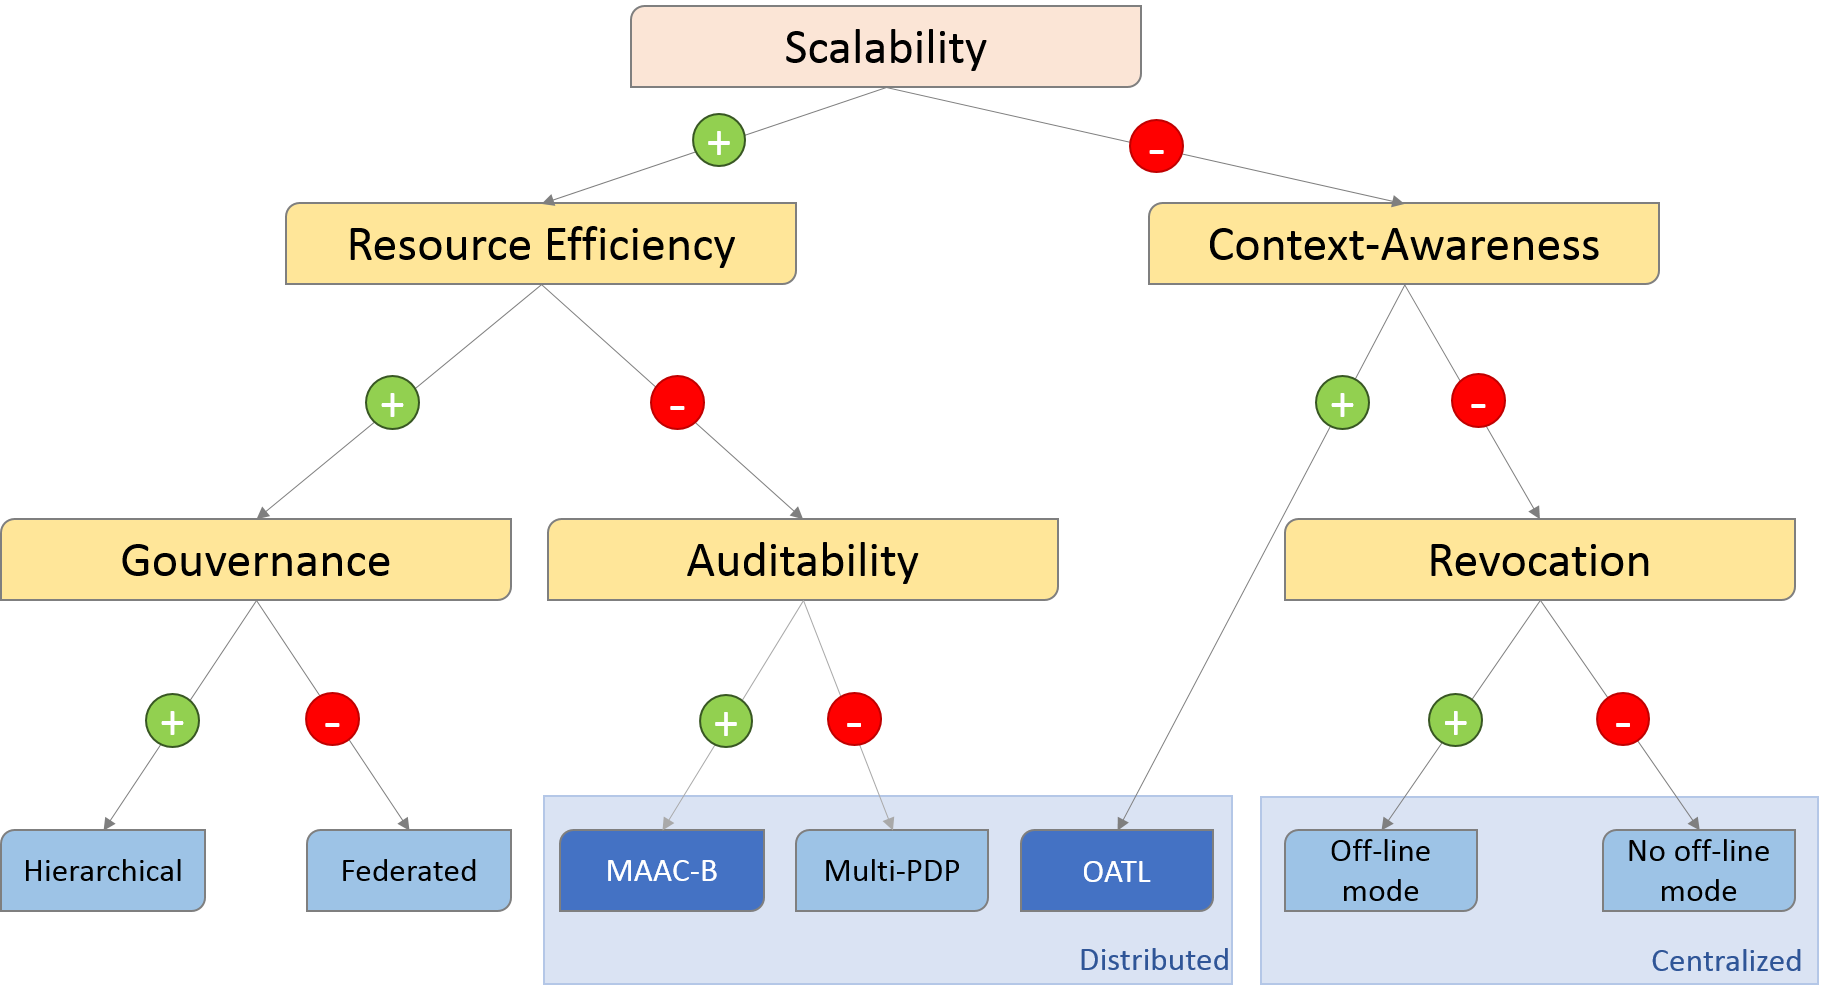 Scalability
+
-
Resource Efficiency
Context-Awareness
+
-
+
-
Gouvernance
Auditability
Revocation
+
-
+
-
+
-
Hierarchical
Federated
MAAC-B
Multi-PDP
OATL
Off-line
mode
No off-line
mode
Distributed
Centralized